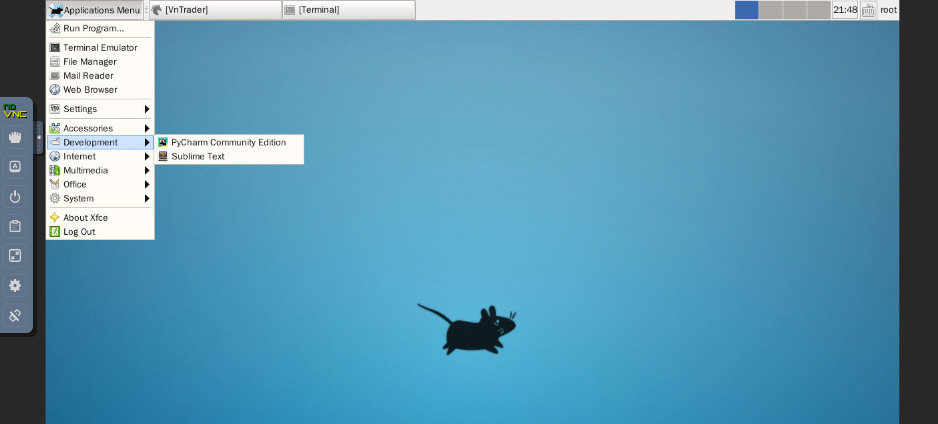 Applications Menu
[VnTrader]
[Terminal]
21:48
root
Run Program...
Terminal Emulator
File Manager
Mail Reader
Web Browser
Settings
Accessories
Development
PyCharm Community Edition
Internet
Sublime Text
Multimedia
Office
System
About Xfce
Log Out
no
VNC
A